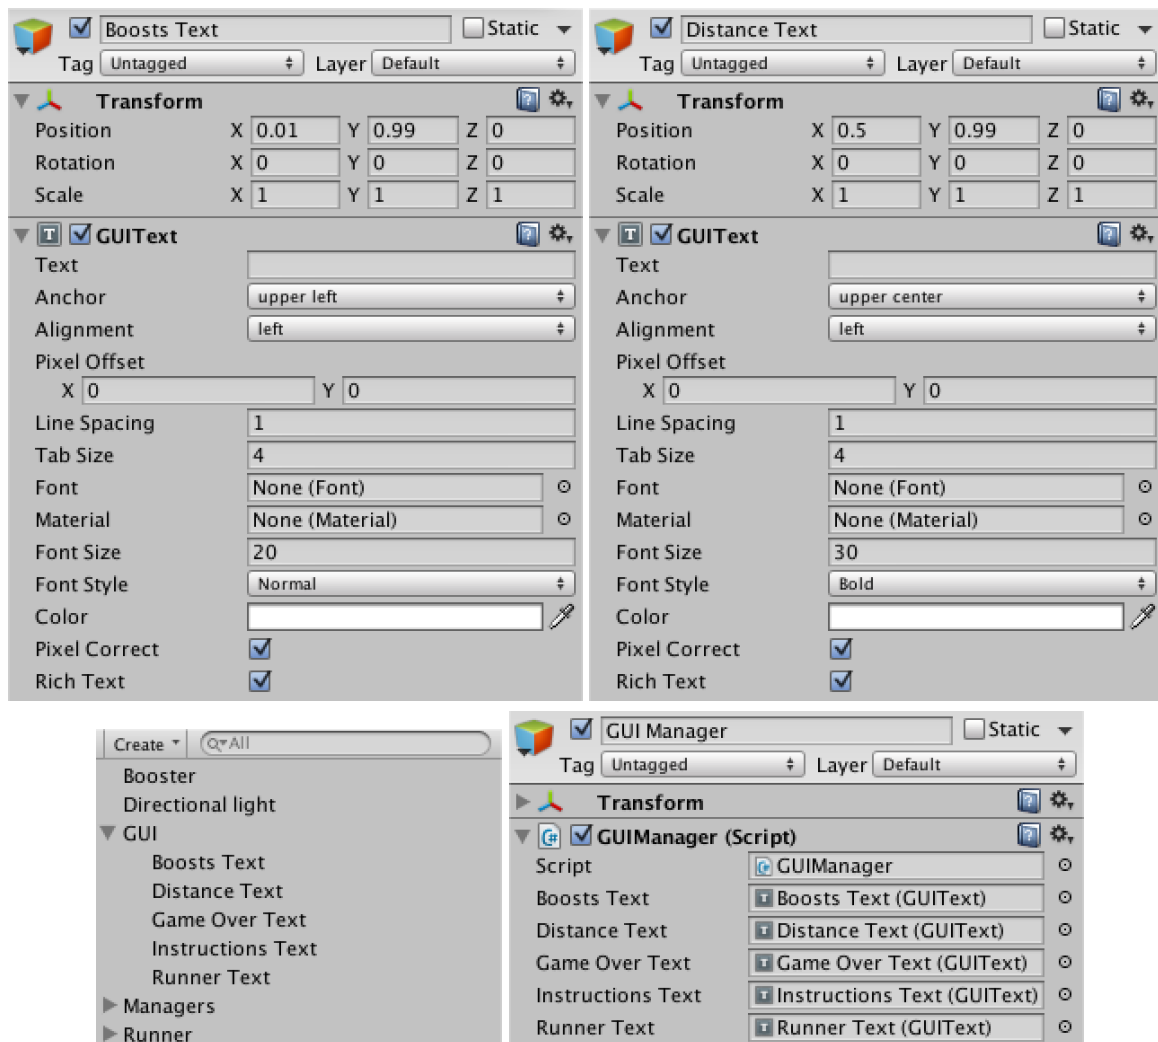 Boosts Text Static
Tag Untagged Layer Default
Transform
Position X 0.01 Y 0.99 Z 0
Rotation X 0 Y 0 Z 0
Scale X 1 Y 1 Z 1
T GUIText
Text
Anchor upper left
Alignment left
Pixel Offset
X 0 Y 0
Line Spacing 1
Tab Size 4
Font None (Font)
Material None (Material)
Font Size 20
Font Style Normal
Color
Pixel Correct
Rich Text
Distance Text Static
Tag Untagged Layer Default
Transform
Position X 0.5 Y 0.99 Z 0
Rotation X 0 Y 0 Z 0
Scale X 1 Y 1 Z 1
T GUIText
Text
Anchor upper center
Alignment left
Pixel Offset
X 0 Y 0
Line Spacing 1
Tab Size 4
Font None (Font)
Material None (Material)
Font Size 30
Font Style Bold
Color
Pixel Correct
Rich Text
Create All
Booster
Directional light
GUI
Boosts Text
Distance Text
Game Over Text
Instructions Text
Runner Text
Managers
Runner
GUI Manager Static
Tag Untagged Layer Default
Transform
C# GUIManager (Script)
Script GUIManager
Boosts Text T Boosts Text (GUIText)
Distance Text T Distance Text (GUIText)
Game Over Text T Game Over Text (GUIText)
Instructions Text T Instructions Text (GUIText)
Runner Text T Runner Text (GUIText)